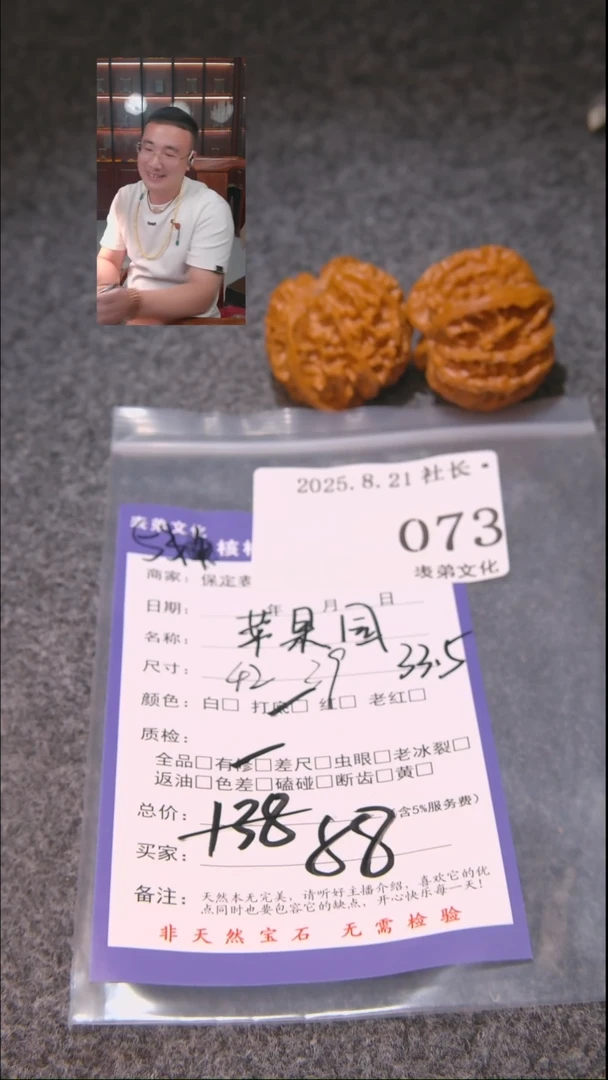 2025.8.21 社长·
073
表弟文化
表弟文化
核
商家：保定表
日期： 年 月 日
名称： 苹果园
尺寸： 42 39 33.5
颜色：白□ 打底□ 红□ 老红□
质检：
全品□有修□差尺□虫眼□老冰裂□
返油□色差□磕碰□断齿□黄□
总价： 138 （含5%服务费）
88
买家：
备注：天然本无完美，请听好主播介绍，喜欢它的优
点同时也要包容它的缺点，开心快乐每一天！
非天然宝石 无需检验